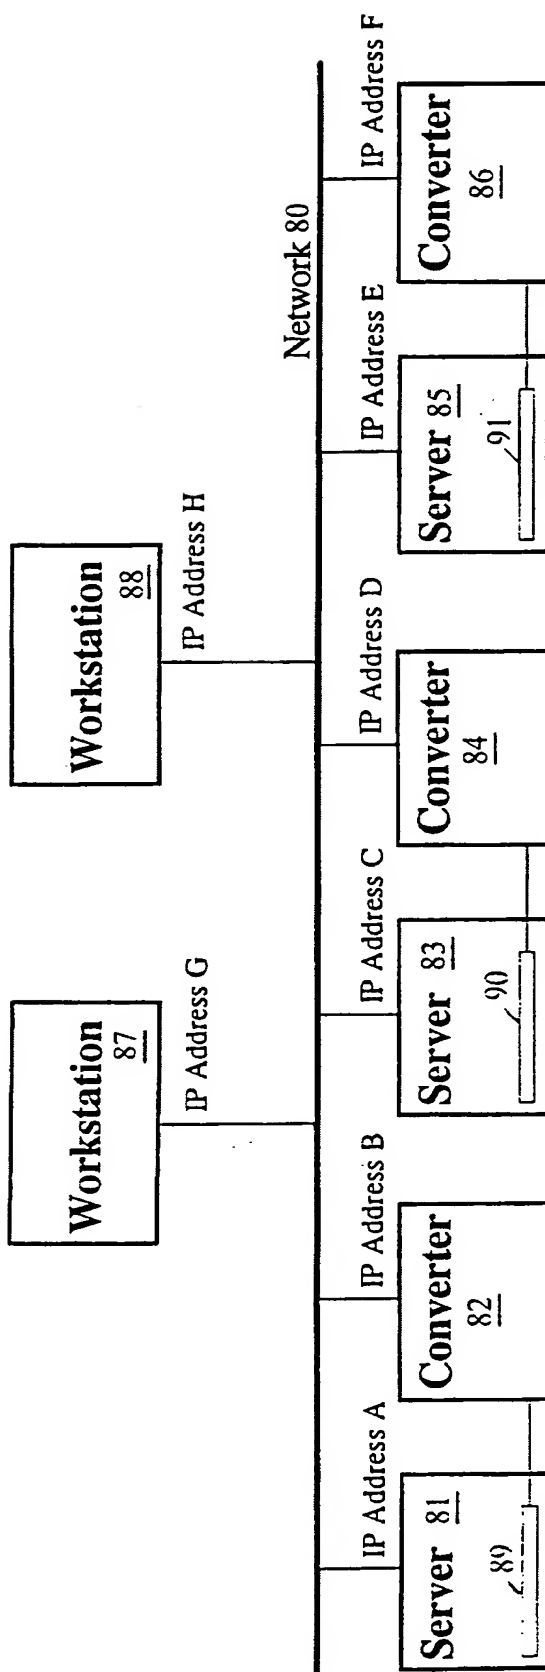 Workstation
87
Workstation
88
IP Address G
IP Address H
Network 80
IP Address A
IP Address B
IP Address C
IP Address D
IP Address E
IP Address F
Server 81
89
Converter
82
Server 83
90
Converter
84
Server 85
91
Converter
86